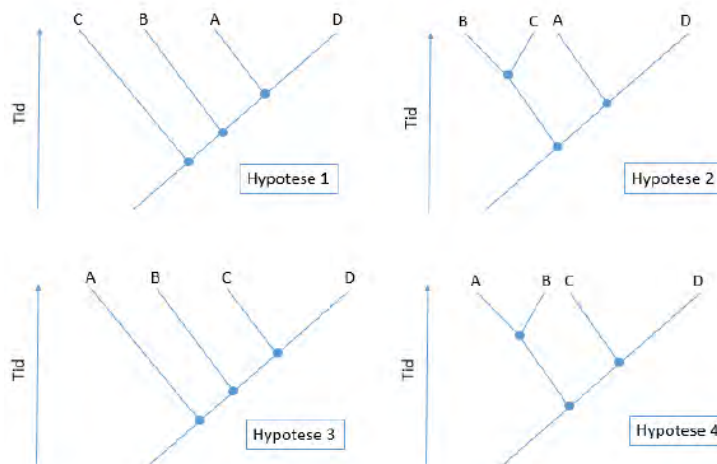 C B A D
Tid
Hypotese 1
B C A D
Tid
Hypotese 2
A B C D
Tid
Hypotese 3
A B C D
Tid
Hypotese 4